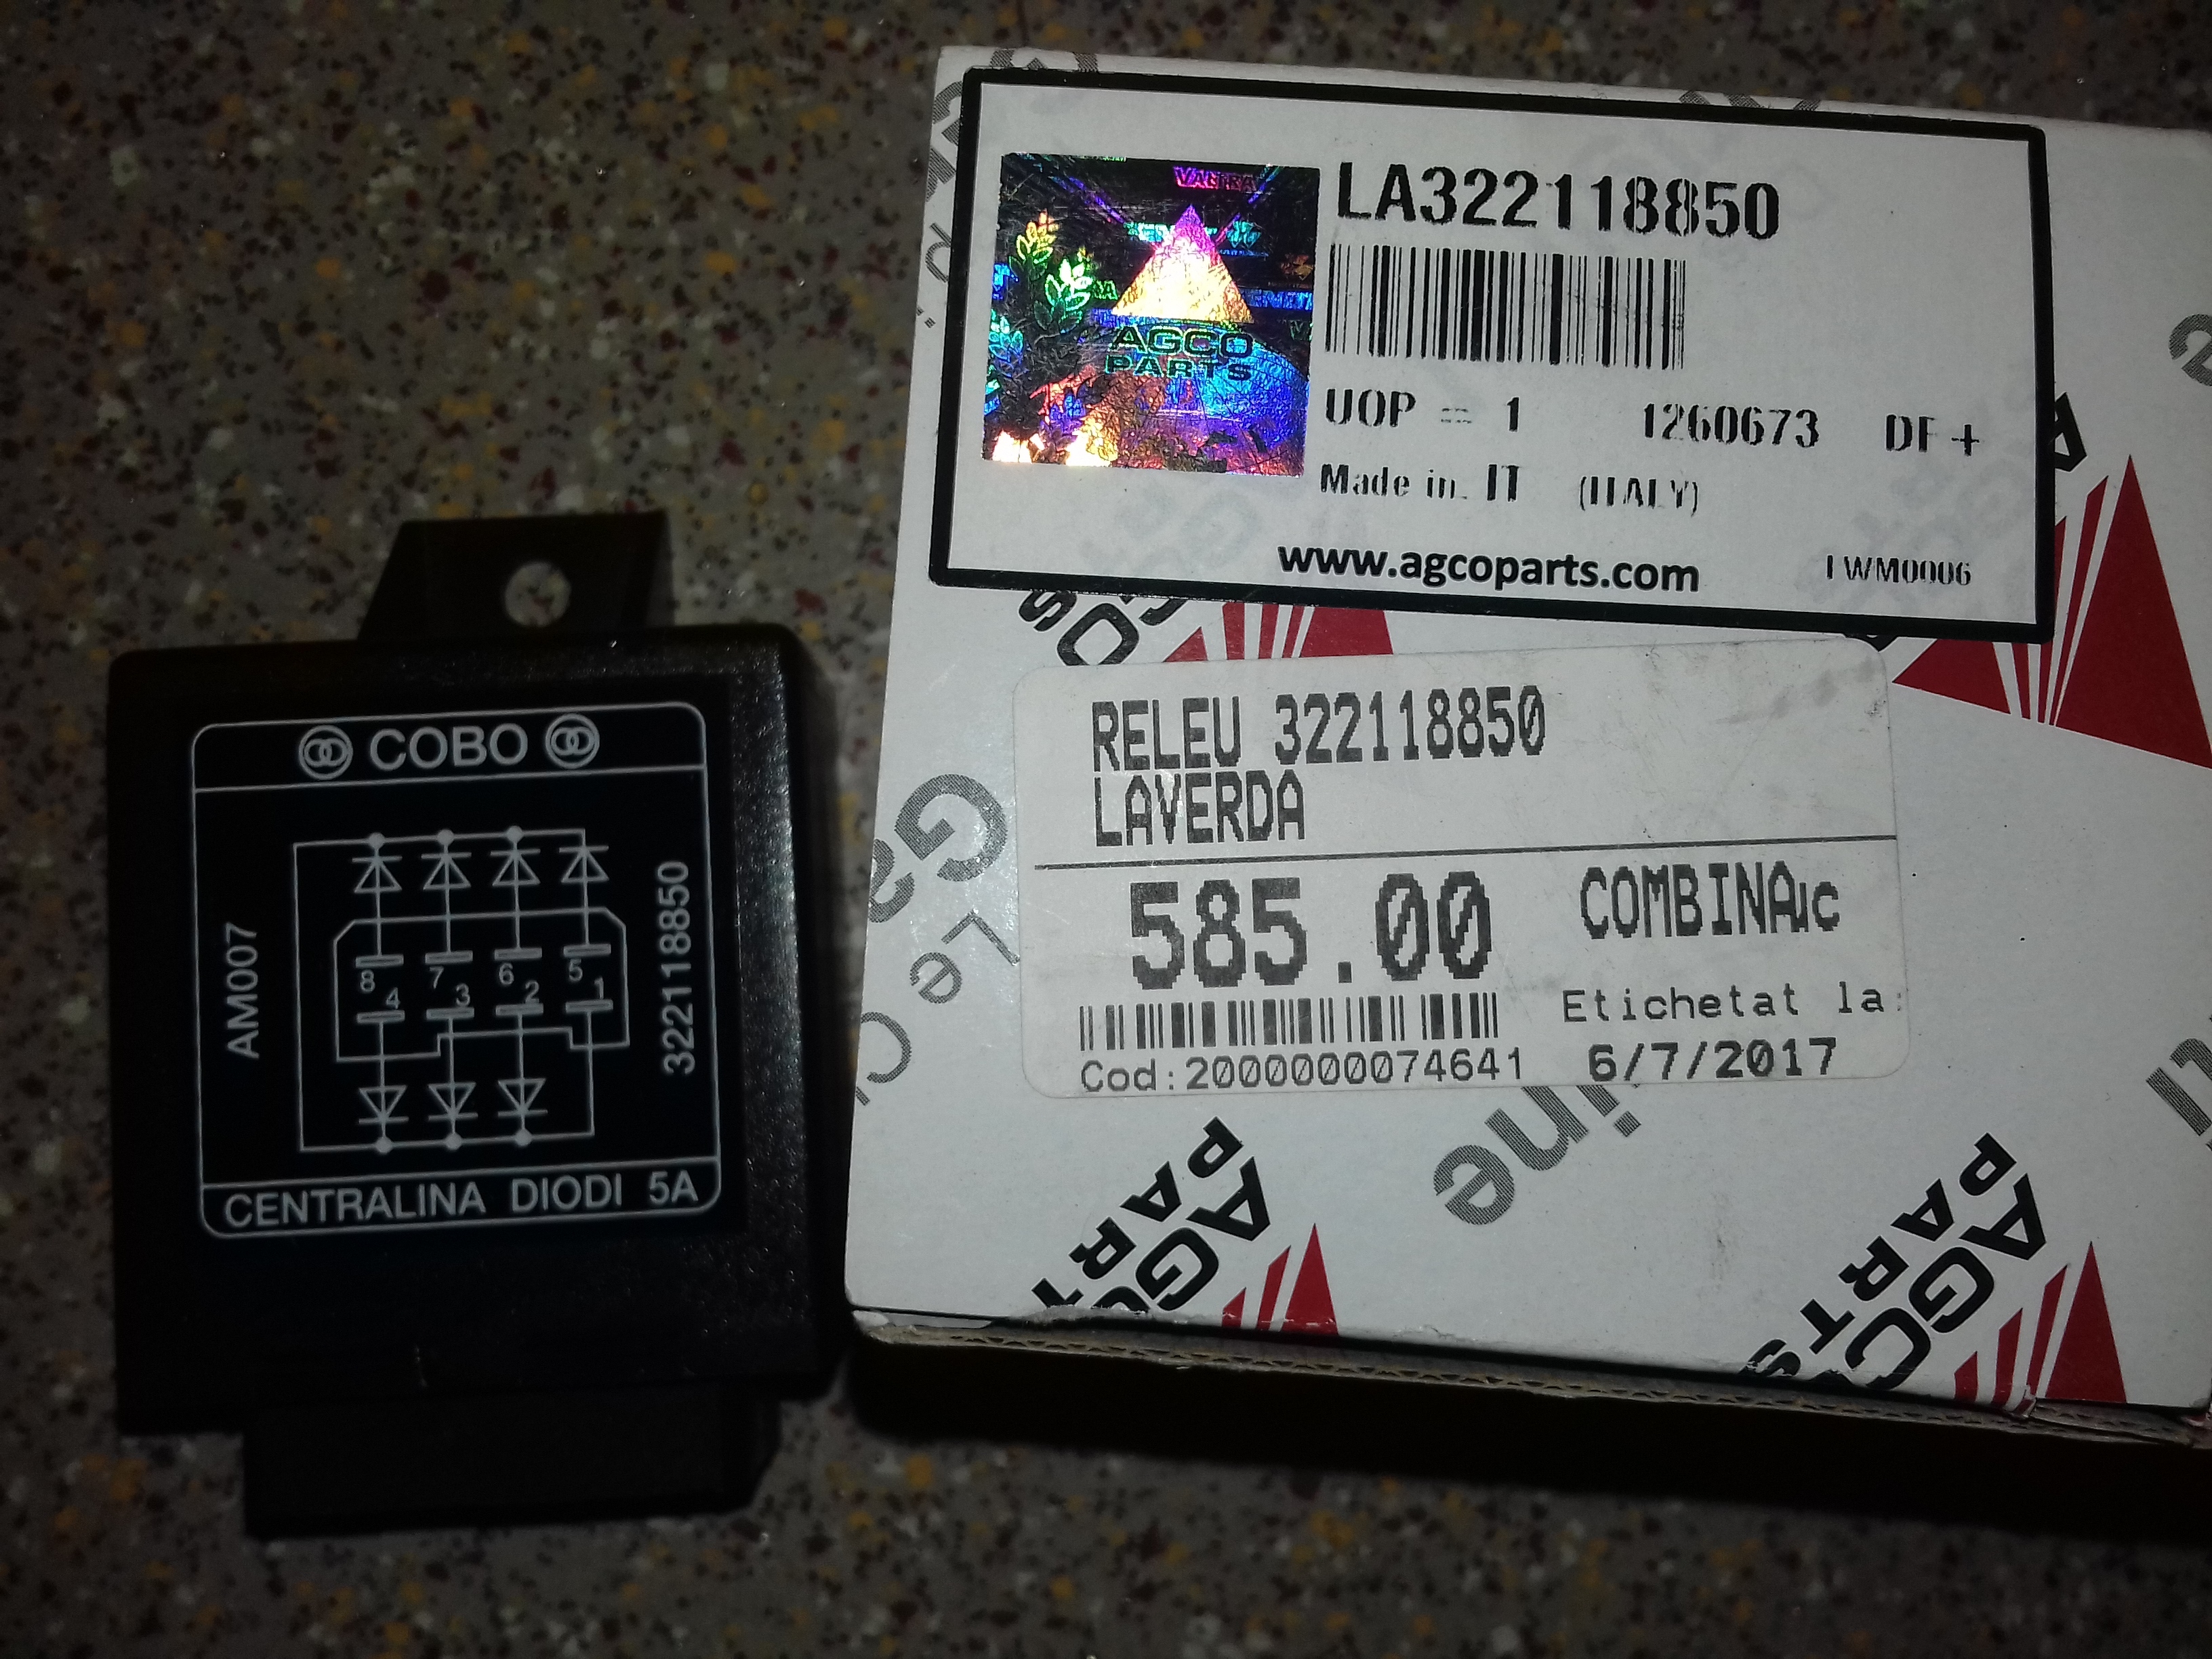 COBO
AM007
322118850
8 7 6 5
4 3 2 1
CENTRALINA DIODI 5A
VALTRA
AGCO
PARTS
LA322118850
UOP = 1 1260673 DF +
Made in IT (ITALY)
www.agcoparts.com
RELEU 322118850
LAVERDA
585.00
COMBINA
Etichetat la:
Cod:2000000074641
6/7/2017
AGCO
PARTS
AGCO
PARTS